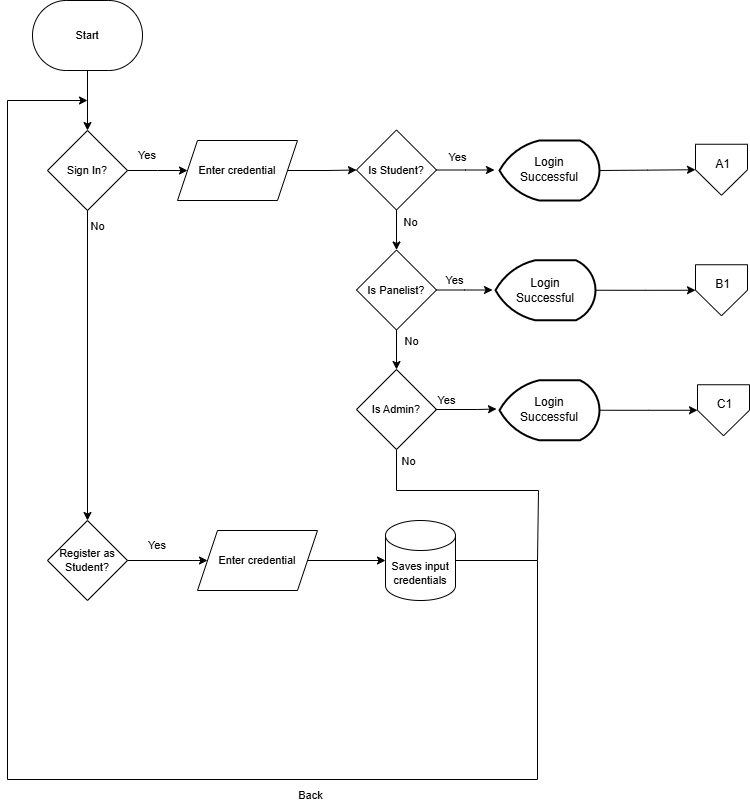 Start
Sign In?
Yes
Enter credential
Is Student?
Yes
Login
Successful
A1
No
No
Is Panelist?
Yes
Login
Successful
B1
No
Is Admin?
Yes
Login
Successful
C1
No
Register as
Student?
Yes
Enter credential
Saves input
credentials
Back